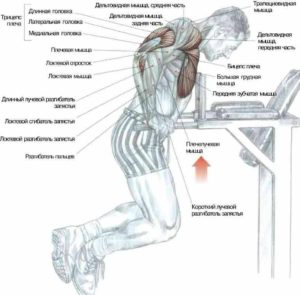 Длинная головка
Латеральная головка
Медиальная головка
Трицепс
плеча
Плечевая мышца
Локтевой отросток
Локтевая мышца
Длинный лучевой разгибатель
запястья
Локтевой сгибатель запястья
Локтевой разгибатель запястья
Разгибатель пальцев
Дельтовидная мышца, средняя часть
Дельтовидная мышца,
задняя часть
Трапециевидная
мышца
Дельтовидная
мышца,
передняя часть
Бицепс плеча
Большая грудная
мышца
Передняя зубчатая мышца
Плечелучевая
мышца
Короткий лучевой
разгибатель запястья